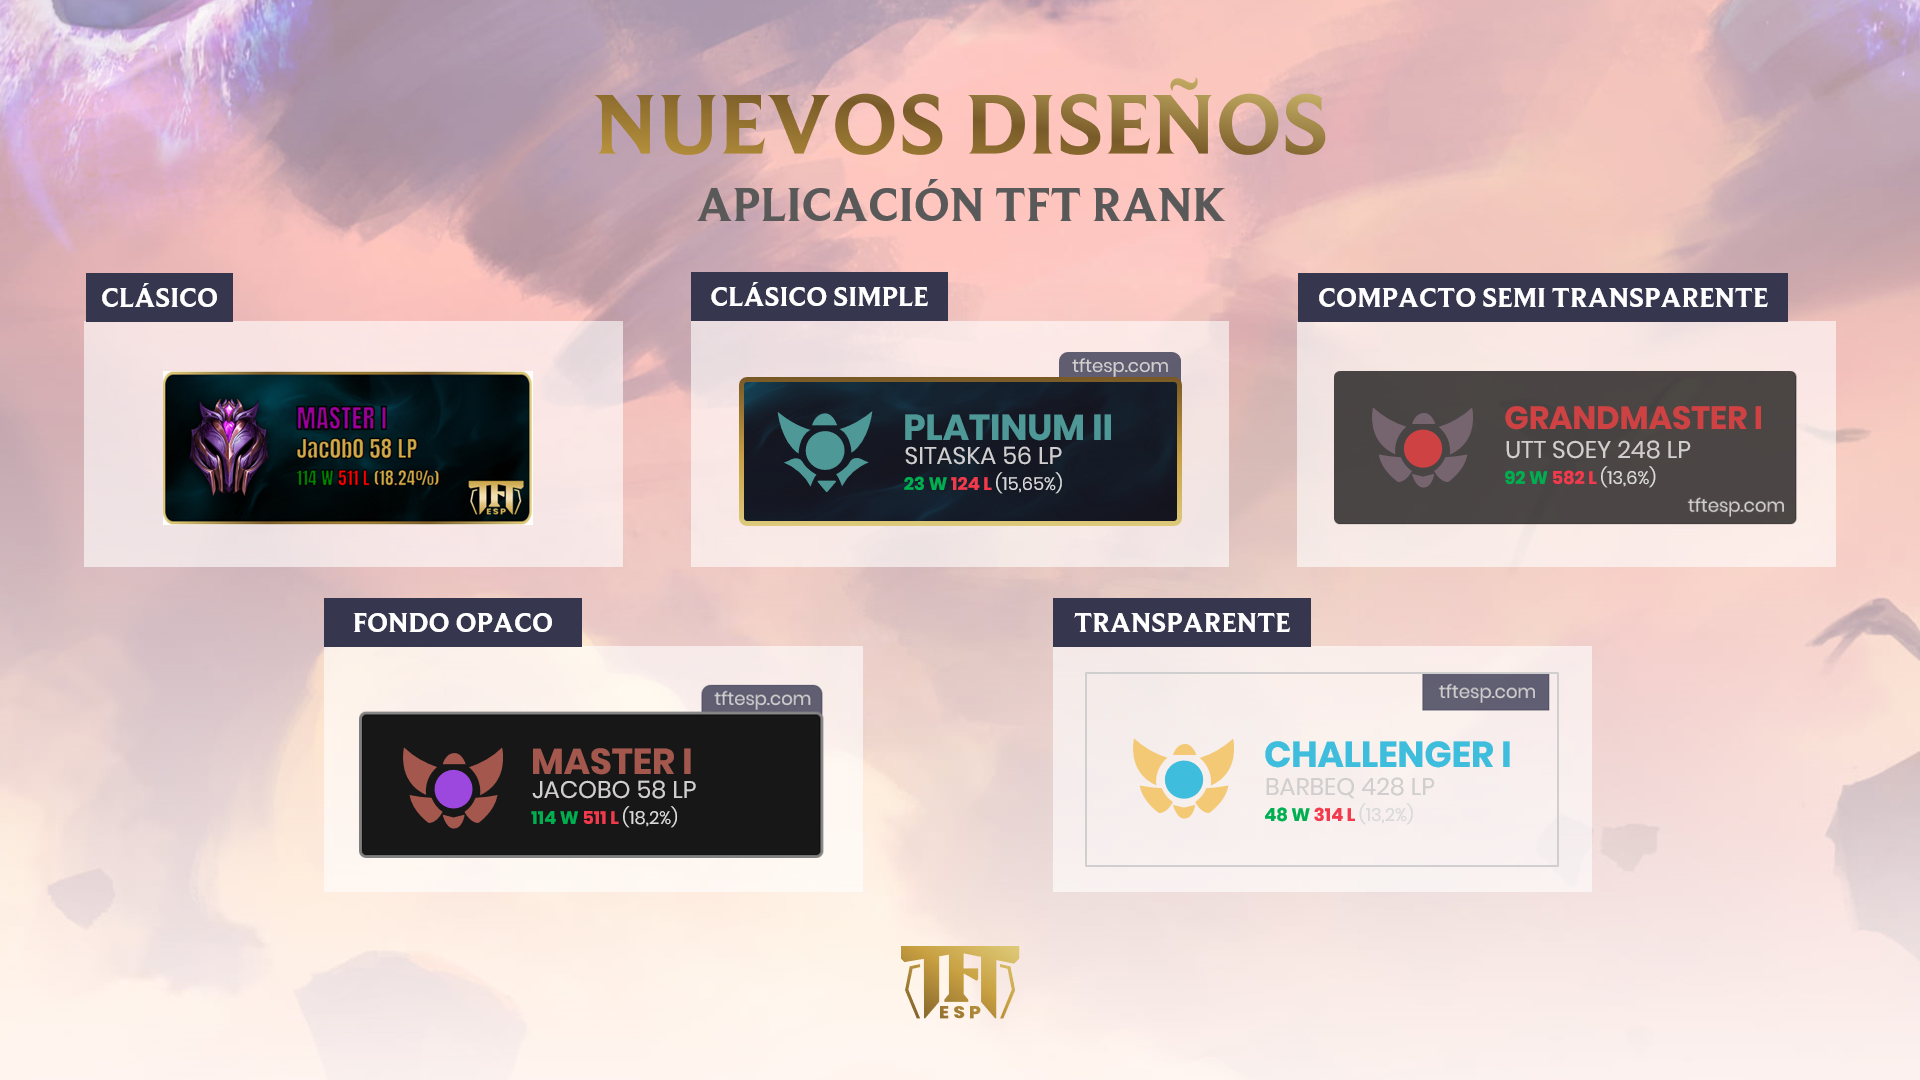 NUEVOS DISEÑOS
APLICACIÓN TFT RANK
CLÁSICO
MASTER I
Jac0b0 58 LP
114 W 511 L (18.24%)
TFT
ESP
CLÁSICO SIMPLE
tftesp.com
PLATINUM II
SITASKA 56 LP
23 W 124 L (15,65%)
COMPACTO SEMI TRANSPARENTE
GRANDMASTER I
UTT SOEY 248 LP
92 W 582 L (13,6%)
tftesp.com
FONDO OPACO
tftesp.com
MASTER I
JACOBO 58 LP
114 W 511 L (18,2%)
TRANSPARENTE
tftesp.com
CHALLENGER I
BARBEQ 428 LP
48 W 314 L (13,2%)
TFT
ESP